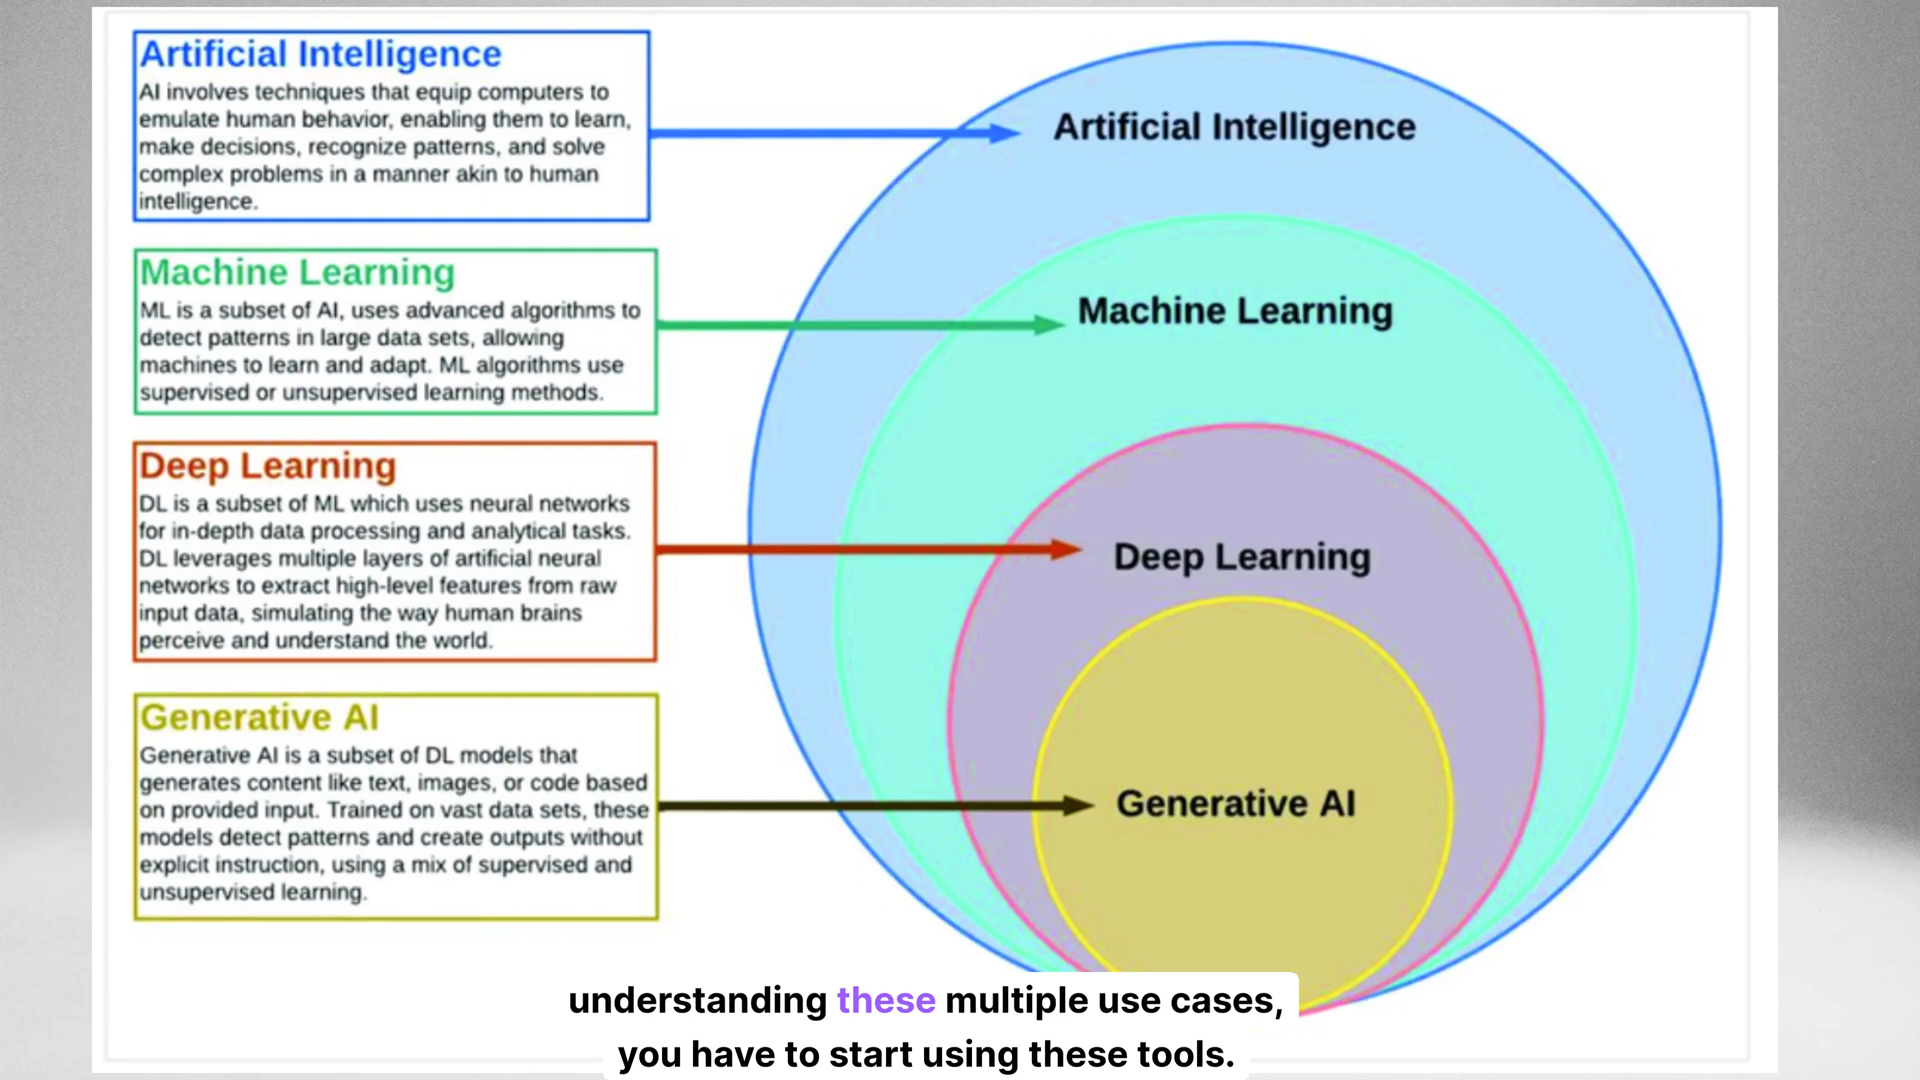 Artificial Intelligence
AI involves techniques that equip computers to
emulate human behavior, enabling them to learn,
make decisions, recognize patterns, and solve
complex problems in a manner akin to human
intelligence.
Machine Learning
ML is a subset of AI, uses advanced algorithms to
detect patterns in large data sets, allowing
machines to learn and adapt. ML algorithms use
supervised or unsupervised learning methods.
Deep Learning
DL is a subset of ML which uses neural networks
for in-depth data processing and analytical tasks.
DL leverages multiple layers of artificial neural
networks to extract high-level features from raw
input data, simulating the way human brains
perceive and understand the world.
Generative AI
Generative AI is a subset of DL models that
generates content like text, images, or code based
on provided input. Trained on vast data sets, these
models detect patterns and create outputs without
explicit instruction, using a mix of supervised and
unsupervised learning.
Artificial Intelligence
Machine Learning
Deep Learning
Generative AI
understanding these multiple use cases,
you have to start using these tools.